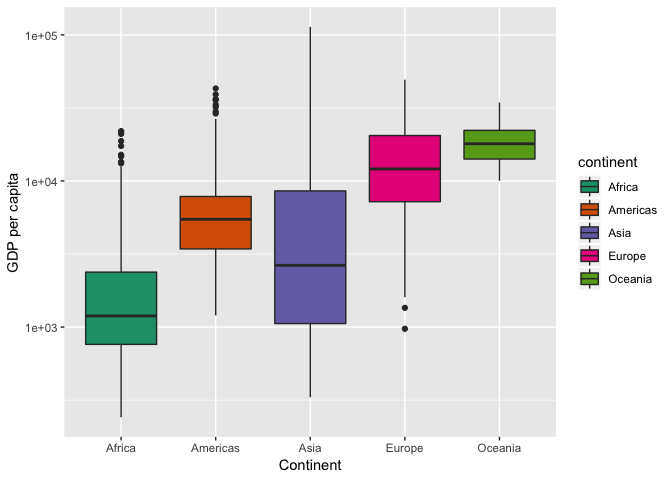 1e+05
1e+04
1e+03
GDP per capita
Africa
Americas
Asia
Europe
Oceania
Continent
continent
Africa
Americas
Asia
Europe
Oceania